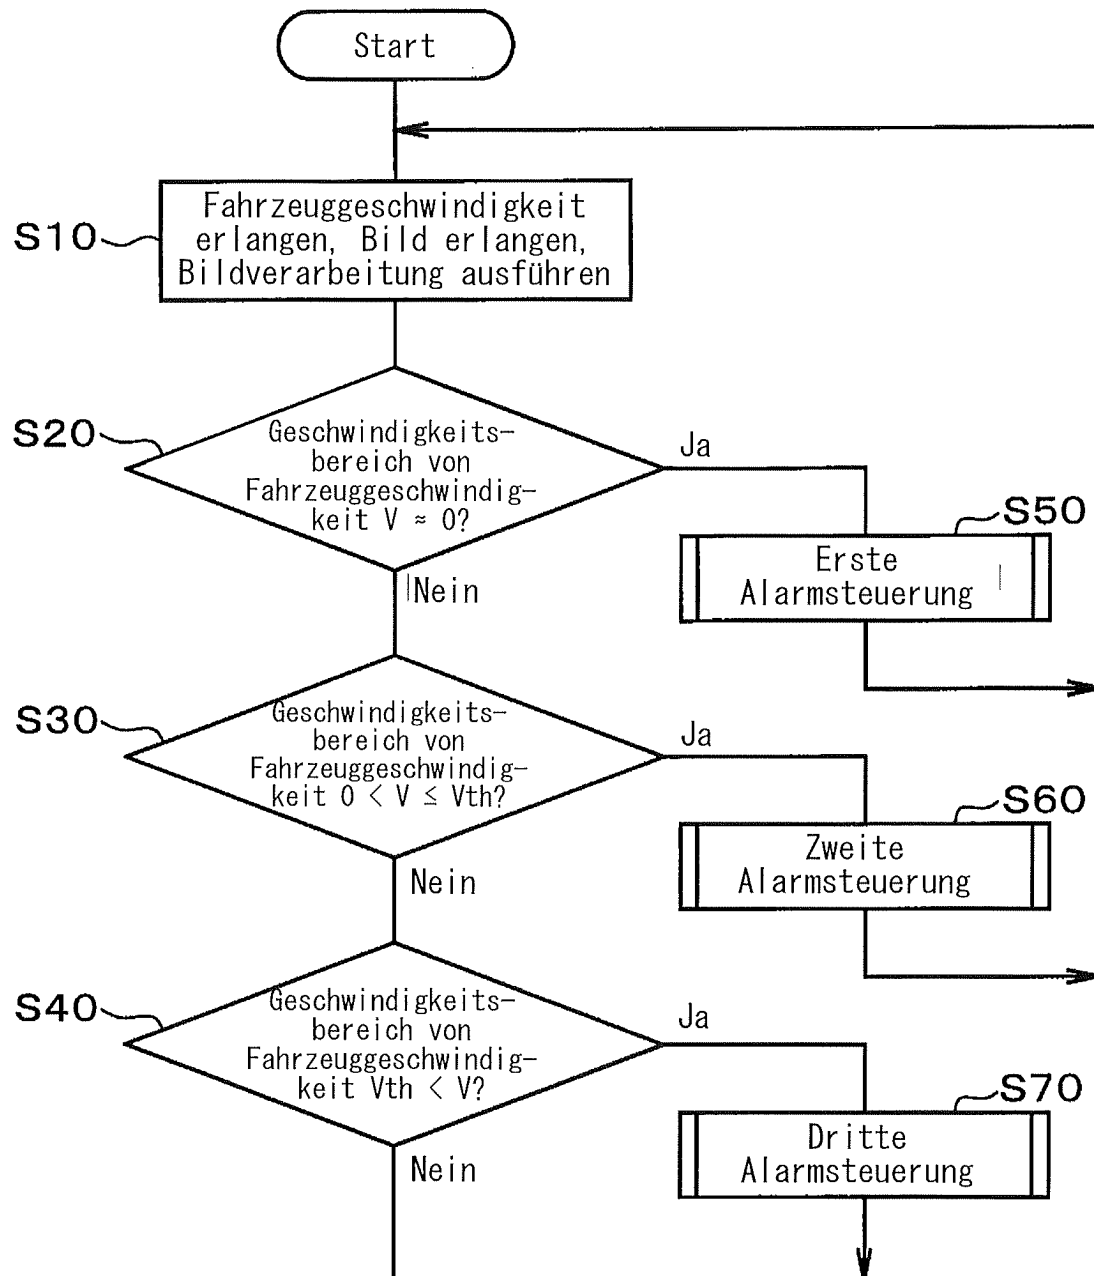 Start
S10
Fahrzeuggeschwindigkeit
erlangen, Bild erlangen,
Bildverarbeitung ausführen
S20
Geschwindigkeits-
bereich von
Fahrzeuggeschwindig-
keit V ≈ 0?
Ja
Nein
S50
Erste
Alarmsteuerung
S30
Geschwindigkeits-
bereich von
Fahrzeuggeschwindig-
keit 0 < V ≤ Vth?
Ja
Nein
S60
Zweite
Alarmsteuerung
S40
Geschwindigkeits-
bereich von
Fahrzeuggeschwindig-
keit Vth < V?
Ja
Nein
S70
Dritte
Alarmsteuerung